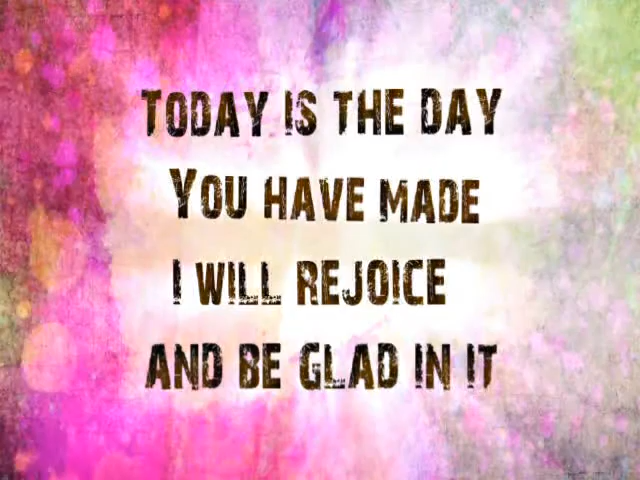 Today is the day
You have made
I will rejoice
and be glad in it